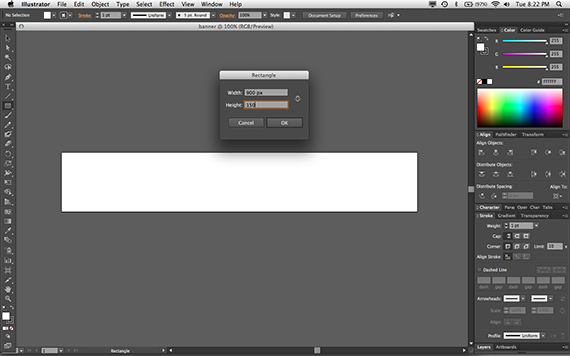 Illustrator File Edit Object Type Select Effect View Window Help (97%) Tue 8:22 PM
No Selection Stroke: 1 pt Uniform 5 pt. Round Opacity: 100% Style: Document Setup Preferences
banner @ 100% (RGB/Preview)
Rectangle
Width: 900 px
Height: 150
Cancel OK
Swatches Color Color Guide
R 255
G 255
B 255
# ffffff
Align Pathfinder Transform
Align Objects:
Distribute Objects:
Distribute Spacing: Align To:
Character Para Open Char Tabs
Stroke Gradient Transparency
Weight: 1 pt
Cap:
Corner: Limit: 10 x
Align Stroke:
Dashed Line
dash gap dash gap dash gap
Arrowheads:
Scale:
Align:
Profile: Uniform
Layers Artboards
100% 1 Rectangle